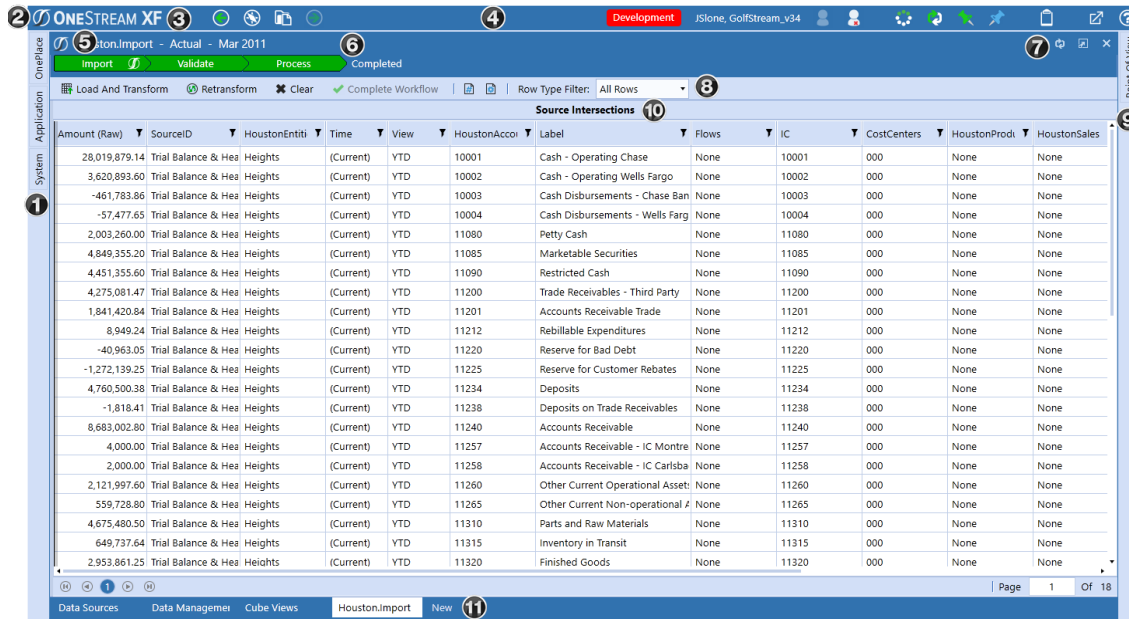 2 ONESTREAM XF 3 4 Development JSlone, GolfStream_v34
5 ston.Import - Actual - Mar 2011 6 7
Import Validate Process Completed
OnePlace
Application
System
1
Load And Transform Retransform Clear Complete Workflow Row Type Filter: All Rows 8
Source Intersections 10
9
Amount (Raw) SourceID HoustonEntiti Time View HoustonAccou Label Flows IC CostCenters HoustonProdu HoustonSales
28,019,879.14 Trial Balance & Hea Heights (Current) YTD 10001 Cash - Operating Chase None 10001 000 None None
3,620,893.60 Trial Balance & Hea Heights (Current) YTD 10002 Cash - Operating Wells Fargo None 10002 000 None None
-461,783.86 Trial Balance & Hea Heights (Current) YTD 10003 Cash Disbursements - Chase Ban None 10003 000 None None
-57,477.65 Trial Balance & Hea Heights (Current) YTD 10004 Cash Disbursements - Wells Farg None 10004 000 None None
2,003,260.00 Trial Balance & Hea Heights (Current) YTD 11080 Petty Cash None 11080 000 None None
4,849,355.20 Trial Balance & Hea Heights (Current) YTD 11085 Marketable Securities None 11085 000 None None
4,451,355.60 Trial Balance & Hea Heights (Current) YTD 11090 Restricted Cash None 11090 000 None None
4,275,081.47 Trial Balance & Hea Heights (Current) YTD 11200 Trade Receivables - Third Party None 11200 000 None None
1,841,420.84 Trial Balance & Hea Heights (Current) YTD 11201 Accounts Receivable Trade None 11201 000 None None
8,949.24 Trial Balance & Hea Heights (Current) YTD 11212 Rebillable Expenditures None 11212 000 None None
-40,963.05 Trial Balance & Hea Heights (Current) YTD 11220 Reserve for Bad Debt None 11220 000 None None
-1,272,139.25 Trial Balance & Hea Heights (Current) YTD 11225 Reserve for Customer Rebates None 11225 000 None None
4,760,500.38 Trial Balance & Hea Heights (Current) YTD 11234 Deposits None 11234 000 None None
-1,818.41 Trial Balance & Hea Heights (Current) YTD 11238 Deposits on Trade Receivables None 11238 000 None None
8,683,002.80 Trial Balance & Hea Heights (Current) YTD 11240 Accounts Receivable None 11240 000 None None
4,000.00 Trial Balance & Hea Heights (Current) YTD 11257 Accounts Receivable - IC Montre None 11257 000 None None
2,000.00 Trial Balance & Hea Heights (Current) YTD 11258 Accounts Receivable - IC Carlsba None 11258 000 None None
2,121,997.60 Trial Balance & Hea Heights (Current) YTD 11260 Other Current Operational Asset: None 11260 000 None None
559,728.80 Trial Balance & Hea Heights (Current) YTD 11265 Other Current Non-operational A None 11265 000 None None
4,675,480.50 Trial Balance & Hea Heights (Current) YTD 11310 Parts and Raw Materials None 11310 000 None None
649,737.64 Trial Balance & Hea Heights (Current) YTD 11315 Inventory in Transit None 11315 000 None None
2,953,861.25 Trial Balance & Hea Heights (Current) YTD 11320 Finished Goods None 11320 000 None None
1 Page 1 Of 18
Data Sources Data Managemer Cube Views Houston.Import New 11